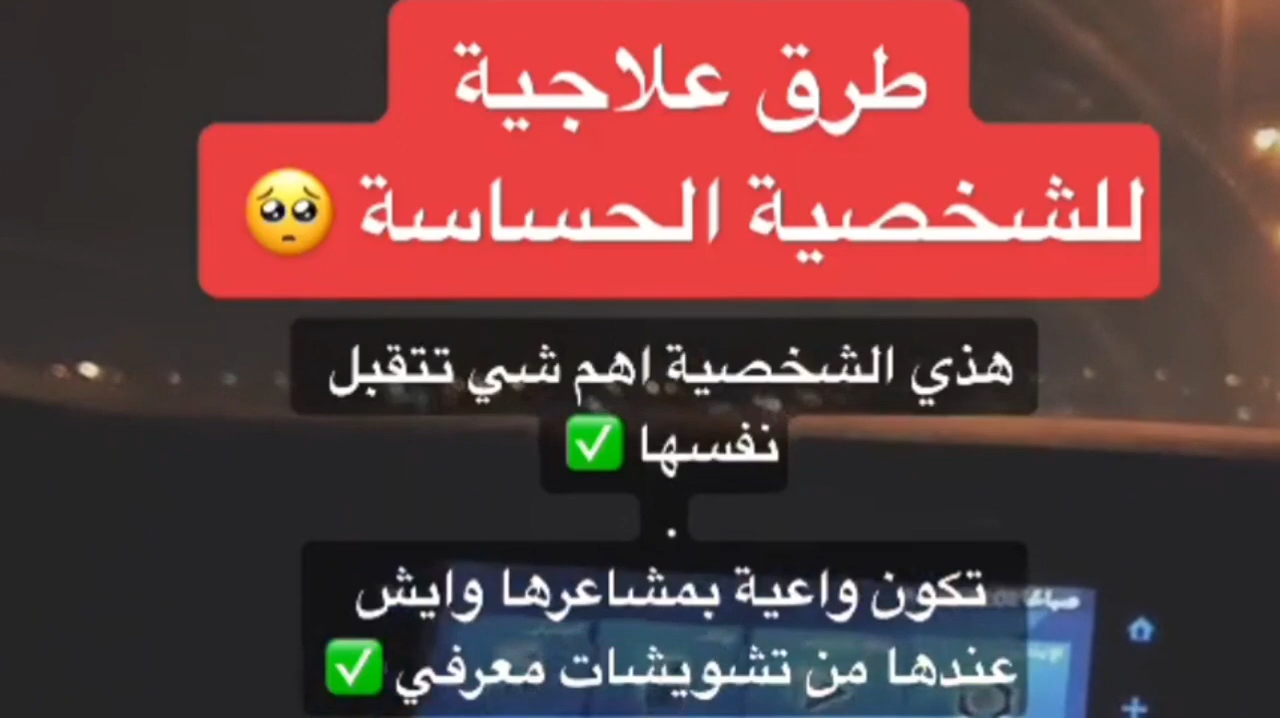 طرق علاجية
للشخصية الحساسة 🥺
هذي الشخصية اهم شي تتقبل
نفسها ✅
.
تكون واعية بمشاعرها وايش
عندها من تشويشات معرفي ✅